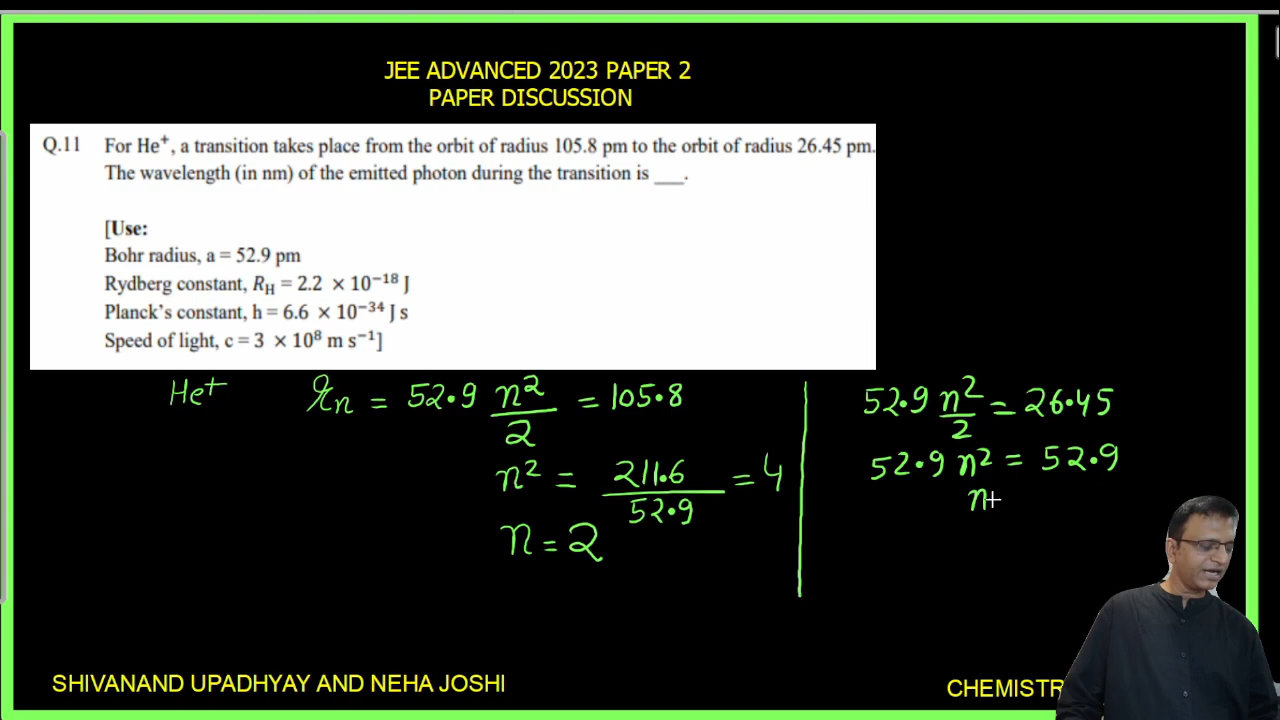 JEE ADVANCED 2023 PAPER 2
PAPER DISCUSSION
Q.11 For He⁺, a transition takes place from the orbit of radius 105.8 pm to the orbit of radius 26.45 pm.
The wavelength (in nm) of the emitted photon during the transition is ___.
[Use:
Bohr radius, a = 52.9 pm
Rydberg constant, R_H = 2.2 × 10⁻¹⁸ J
Planck's constant, h = 6.6 × 10⁻³⁴ J s
Speed of light, c = 3 × 10⁸ m s⁻¹]
He+ r_n = 52.9 n²/2 = 105.8
n² = 211.6/52.9 = 4
n = 2
52.9 n²/2 = 26.45
52.9 n² = 52.9
n
SHIVANAND UPADHYAY AND NEHA JOSHI
CHEMISTR